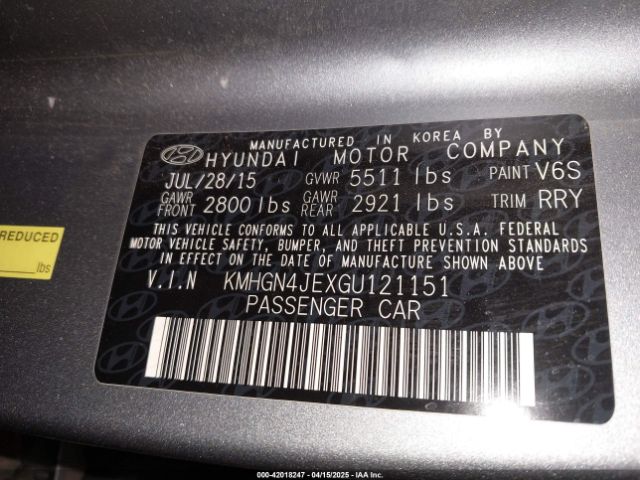 MANUFACTURED IN KOREA BY
HYUNDAI MOTOR COMPANY
JUL/28/15 GVWR 5511 lbs PAINT V6S
GAWR FRONT 2800 lbs GAWR REAR 2921 lbs TRIM RRY
THIS VEHICLE CONFORMS TO ALL APPLICABLE U.S.A. FEDERAL
MOTOR VEHICLE SAFETY, BUMPER, AND THEFT PREVENTION STANDARDS
IN EFFECT ON THE DATE OF MANUFACTURE SHOWN ABOVE
V.I.N KMHGN4JEXGU121151
PASSENGER CAR
REDUCED
lbs
000-42018247 - 04/15/2025 - IAA Inc.